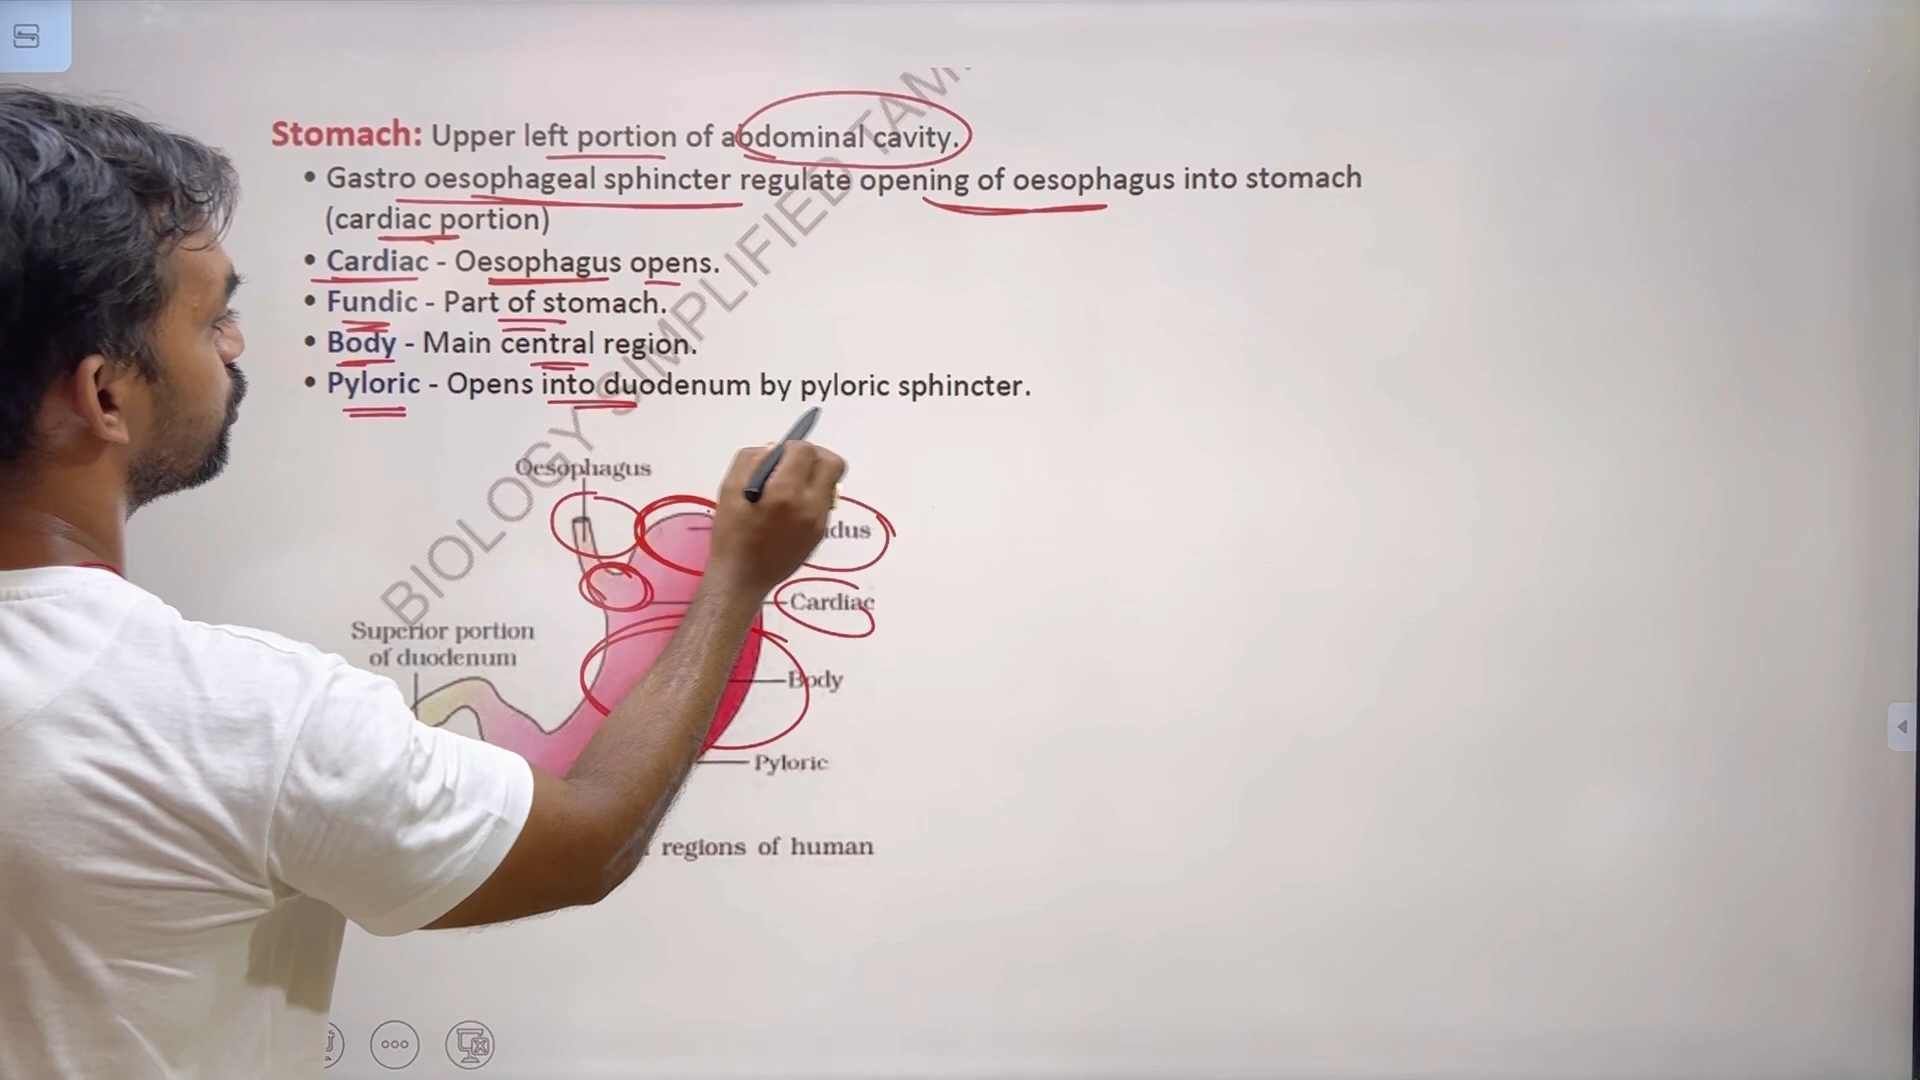 Stomach: Upper left portion of abdominal cavity.
• Gastro oesophageal sphincter regulate opening of oesophagus into stomach
(cardiac portion)
• Cardiac - Oesophagus opens.
• Fundic - Part of stomach.
• Body - Main central region.
• Pyloric - Opens into duodenum by pyloric sphincter.
BIOLOGY SIMPLIFIED
Oesophagus
Cardiac
Superior portion
of duodenum
Body
Pyloric
regions of human